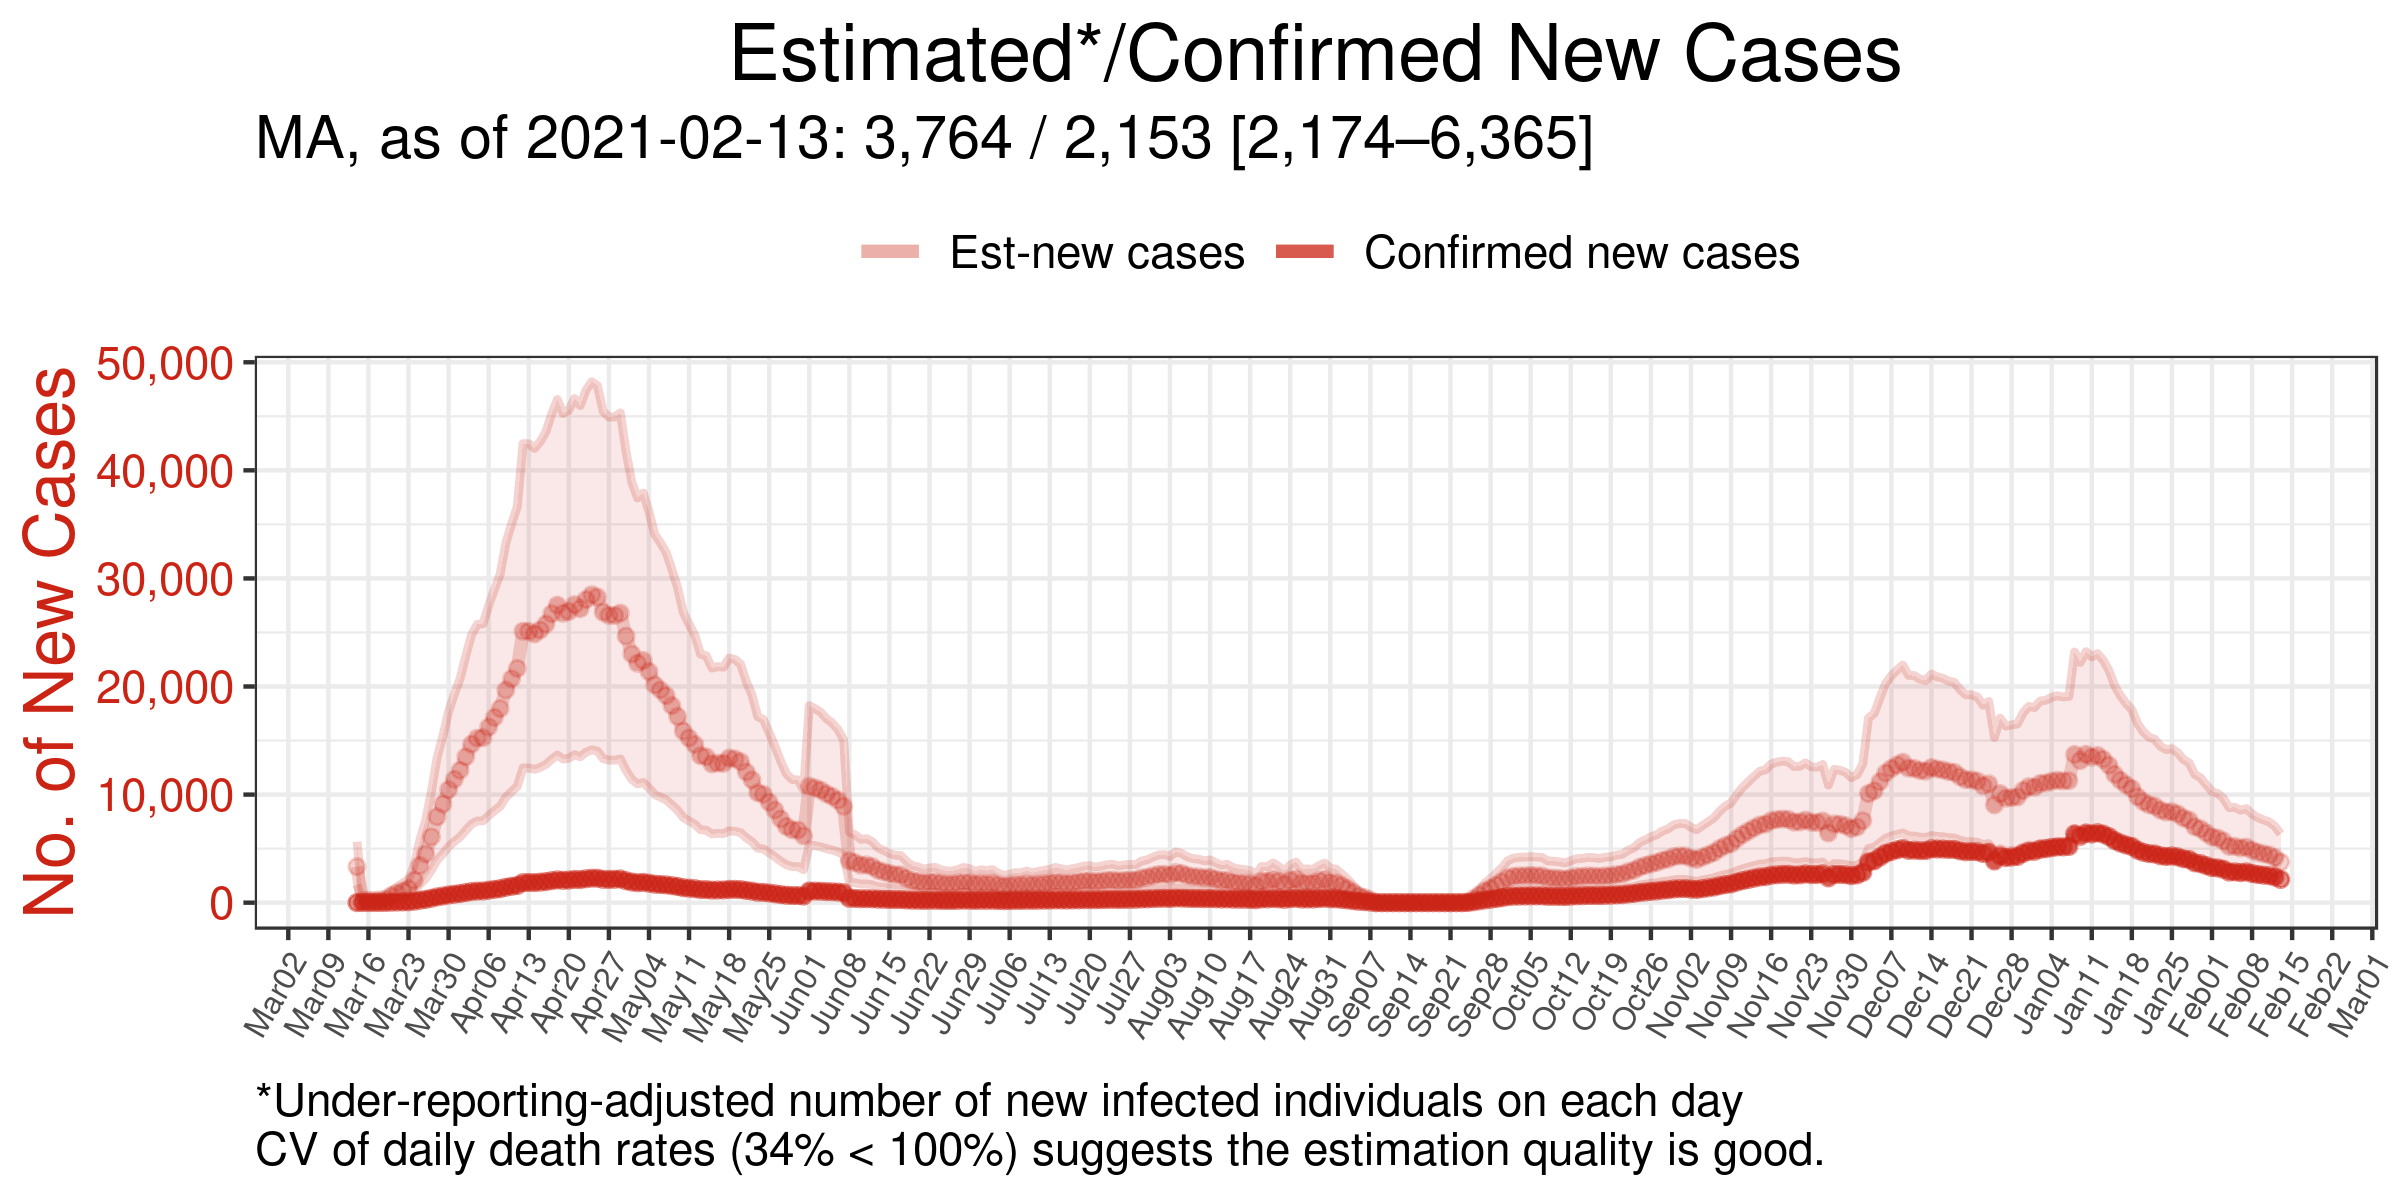 Estimated*/Confirmed New Cases
MA, as of 2021-02-13: 3,764 / 2,153 [2,174–6,365]
Est-new cases
Confirmed new cases
No. of New Cases
50,000
40,000
30,000
20,000
10,000
0
Mar02
Mar09
Mar16
Mar23
Mar30
Apr06
Apr13
Apr20
Apr27
May04
May11
May18
May25
Jun01
Jun08
Jun15
Jun22
Jun29
Jul06
Jul13
Jul20
Jul27
Aug03
Aug10
Aug17
Aug24
Aug31
Sep07
Sep14
Sep21
Sep28
Oct05
Oct12
Oct19
Oct26
Nov02
Nov09
Nov16
Nov23
Nov30
Dec07
Dec14
Dec21
Dec28
Jan04
Jan11
Jan18
Jan25
Feb01
Feb08
Feb15
Feb22
Mar01
*Under-reporting-adjusted number of new infected individuals on each day
CV of daily death rates (34% < 100%) suggests the estimation quality is good.